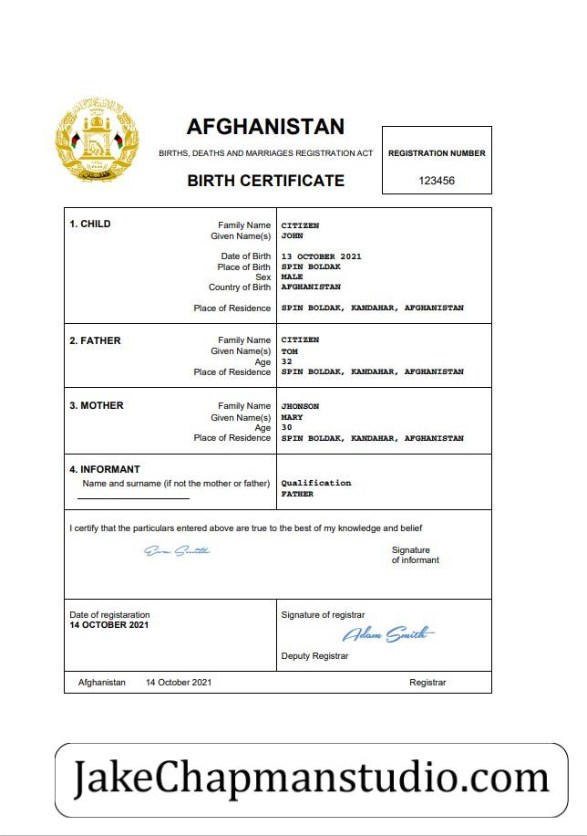 AFGHANISTAN
BIRTHS, DEATHS AND MARRIAGES REGISTRATION ACT
BIRTH CERTIFICATE
REGISTRATION NUMBER
123456
1. CHILD
Family Name CITIZEN
Given Name(s) JOHN
Date of Birth 13 OCTOBER 2021
Place of Birth SPIN BOLDAK
Sex MALE
Country of Birth AFGHANISTAN
Place of Residence SPIN BOLDAK, KANDAHAR, AFGHANISTAN
2. FATHER
Family Name CITIZEN
Given Name(s) TOM
Age 32
Place of Residence SPIN BOLDAK, KANDAHAR, AFGHANISTAN
3. MOTHER
Family Name JHONSON
Given Name(s) MARY
Age 30
Place of Residence SPIN BOLDAK, KANDAHAR, AFGHANISTAN
4. INFORMANT
Name and surname (if not the mother or father) Qualification
FATHER
I certify that the particulars entered above are true to the best of my knowledge and belief
Signature
of informant
Date of registaration
14 OCTOBER 2021
Signature of registrar
Adam Smith
Deputy Registrar
Afghanistan 14 October 2021 Registrar
JakeChapmanstudio.com